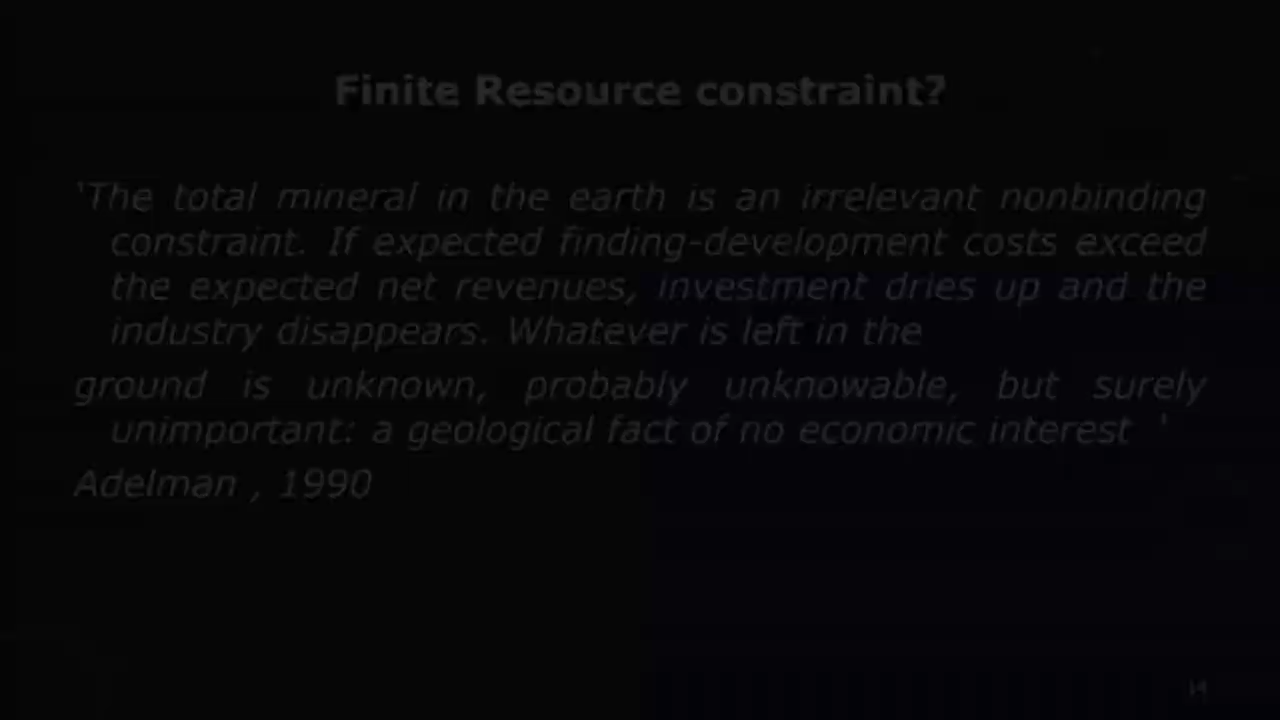 Finite Resource constraint?
'The total mineral in the earth is an irrelevant nonbinding
constraint. If expected finding-development costs exceed
the expected net revenues, investment dries up and the
industry disappears. Whatever is left in the
ground is unknown, probably unknowable, but surely
unimportant: a geological fact of no economic interest '
Adelman , 1990
14